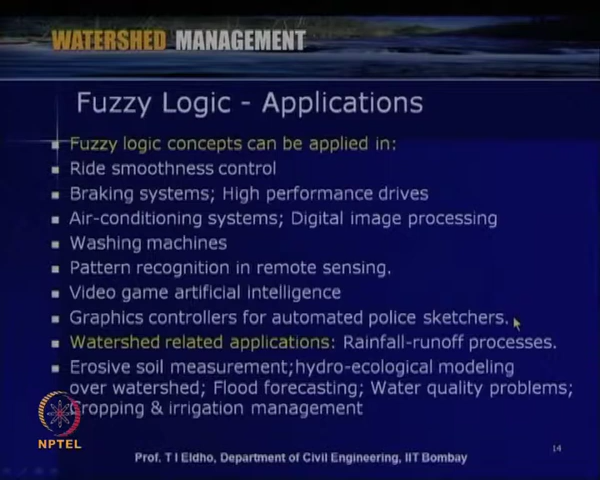 WATERSHED MANAGEMENT
Fuzzy Logic - Applications
Fuzzy logic concepts can be applied in:
Ride smoothness control
Braking systems; High performance drives
Air-conditioning systems; Digital image processing
Washing machines
Pattern recognition in remote sensing.
Video game artificial intelligence
Graphics controllers for automated police sketchers.
Watershed related applications: Rainfall-runoff processes.
Erosive soil measurement;hydro-ecological modeling
over watershed; Flood forecasting; Water quality problems;
Cropping & irrigation management
NPTEL
14
Prof. T I Eldho, Department of Civil Engineering, IIT Bombay